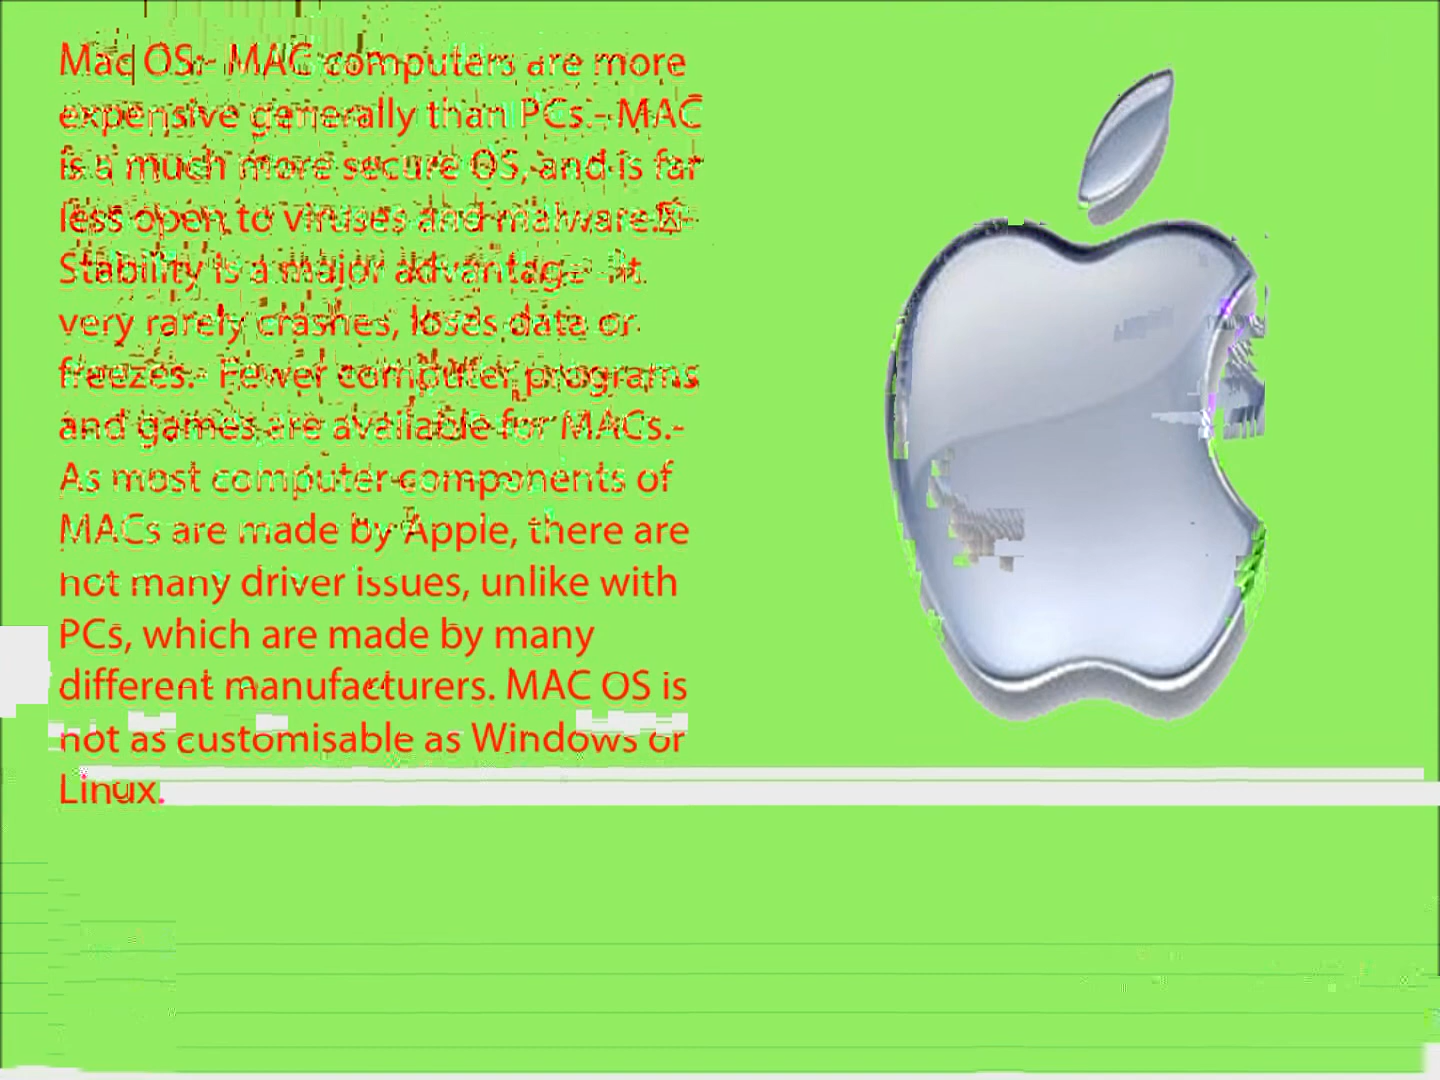 Mac OS:- MAC computers are more
expensive generally than PCs.- MAC
is a much more secure OS, and is far
less open to viruses and malware.-
Stability is a major advantage- it
very rarely crashes, loses data or
freezes.- Fewer computer programs
and games are available for MACs.-
As most computer components of
MACs are made by Apple, there are
not many driver issues, unlike with
PCs, which are made by many
different manufacturers. MAC OS is
not as customisable as Windows or
Linux.